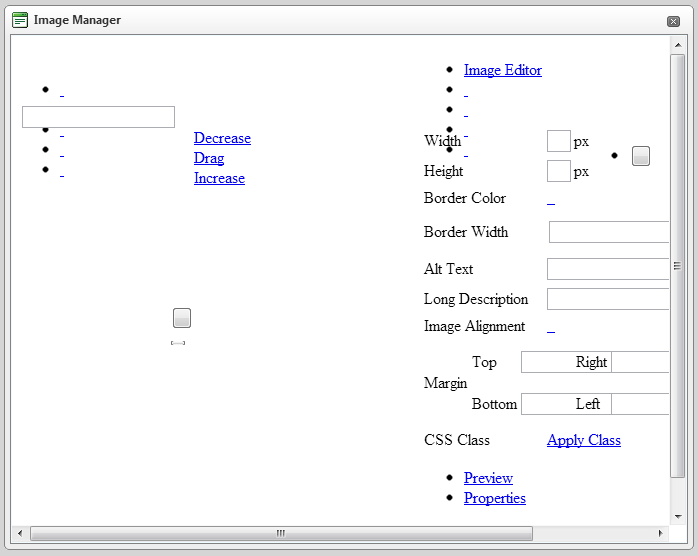 Image Manager
Image Editor
Decrease
Drag
Increase
Width px
Height px
Border Color
Border Width
Alt Text
Long Description
Image Alignment
Top Right
Margin
Bottom Left
CSS Class Apply Class
Preview
Properties